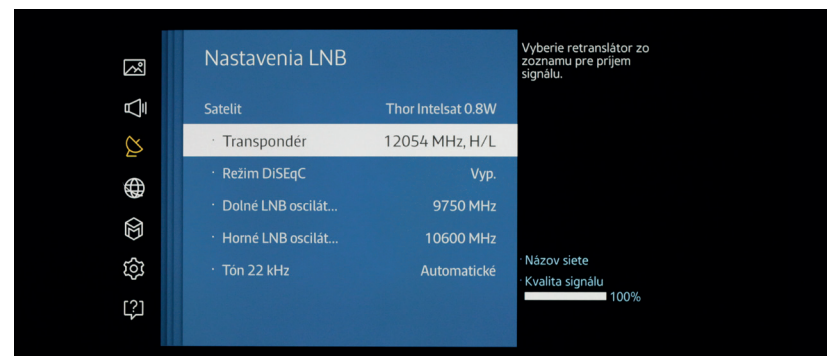 Nastavenia LNB
Satelit Thor Intelsat 0.8W
· Transpondér 12054 MHz, H/L
· Režim DiSEqC Vyp.
· Dolné LNB oscilát... 9750 MHz
· Horné LNB oscilát... 10600 MHz
· Tón 22 kHz Automatické
Vyberie retranslátor zo
zoznamu pre príjem
signálu.
· Názov siete
· Kvalita signálu
100%